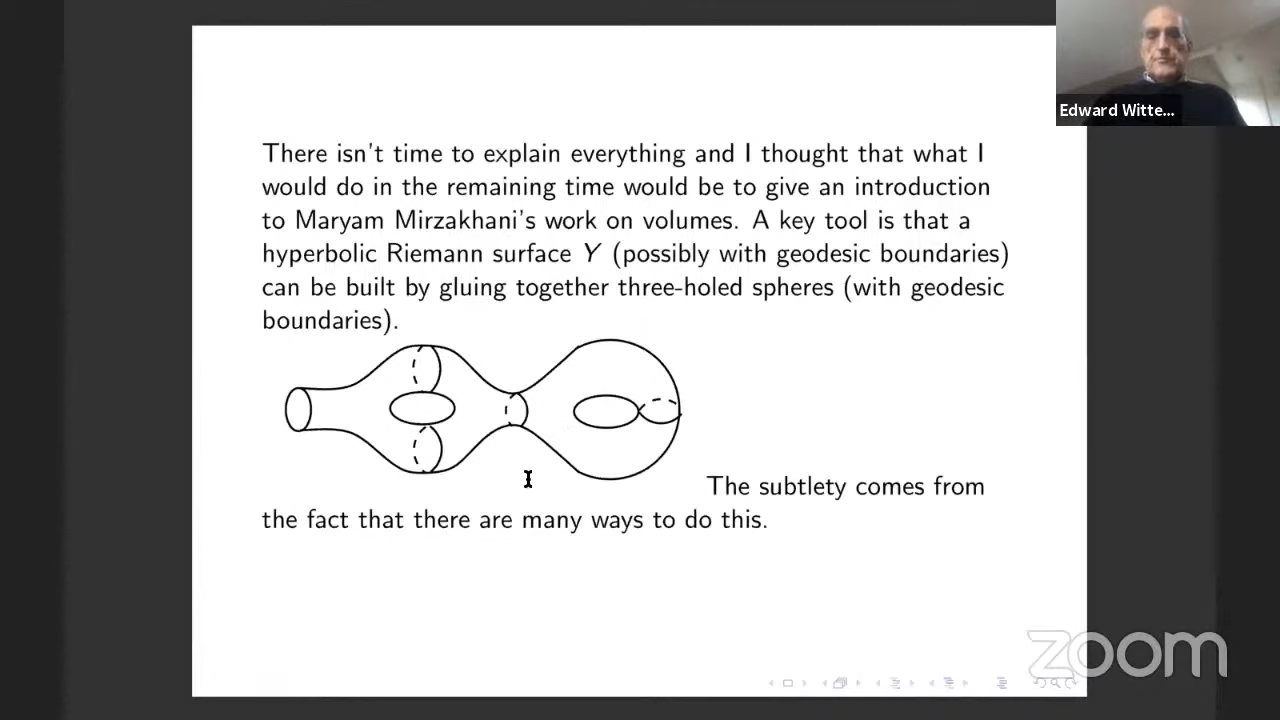 Edward Witte...
There isn't time to explain everything and I thought that what I
would do in the remaining time would be to give an introduction
to Maryam Mirzakhani's work on volumes. A key tool is that a
hyperbolic Riemann surface Y (possibly with geodesic boundaries)
can be built by gluing together three-holed spheres (with geodesic
boundaries).
The subtlety comes from
the fact that there are many ways to do this.
zoom